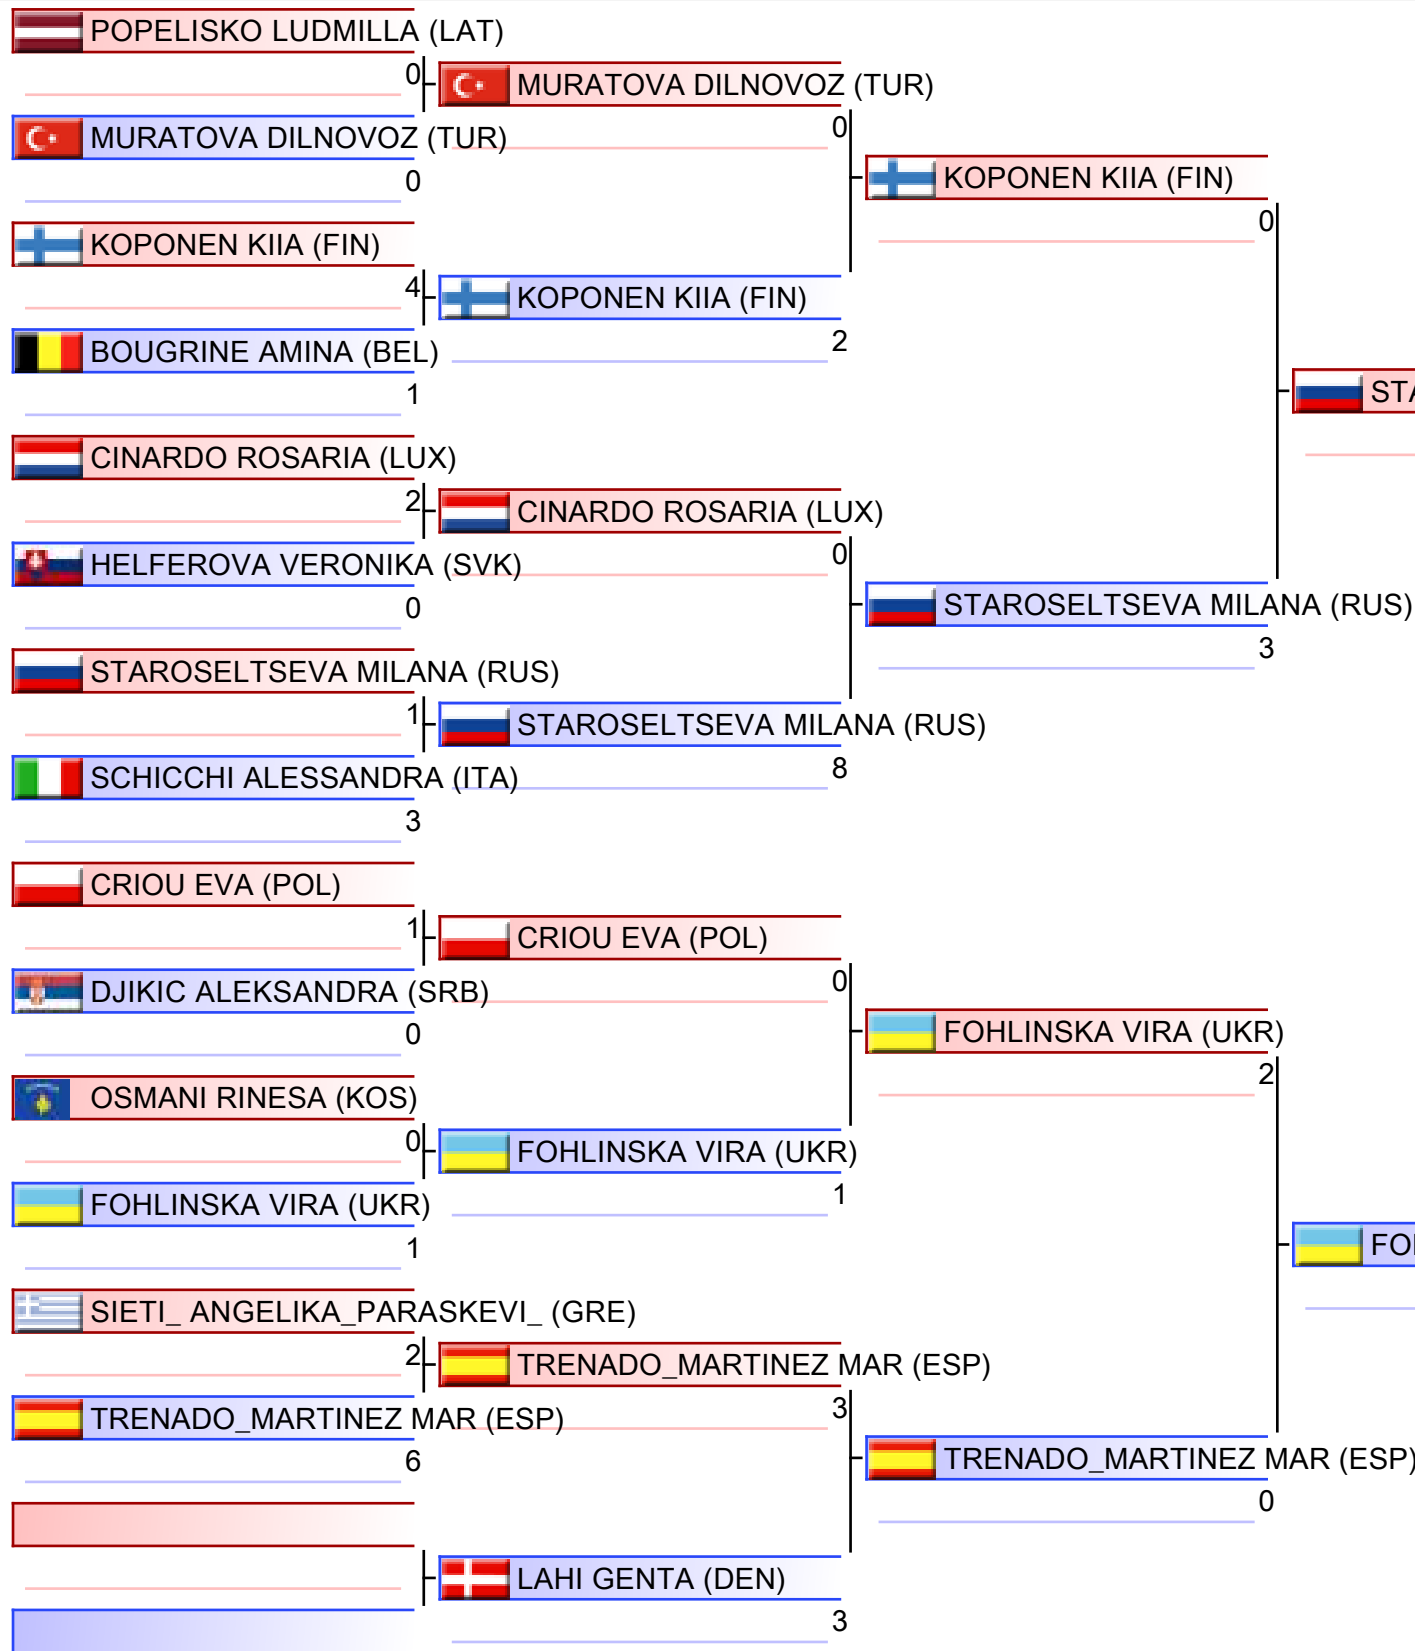 POPELISKO LUDMILLA (LAT)
0
MURATOVA DILNOVOZ (TUR)
MURATOVA DILNOVOZ (TUR)
0
0
KOPONEN KIIA (FIN)
0
KOPONEN KIIA (FIN)
4
KOPONEN KIIA (FIN)
2
BOUGRINE AMINA (BEL)
1
STA
CINARDO ROSARIA (LUX)
2
CINARDO ROSARIA (LUX)
0
HELFEROVA VERONIKA (SVK)
0
STAROSELTSEVA MILANA (RUS)
3
STAROSELTSEVA MILANA (RUS)
1
STAROSELTSEVA MILANA (RUS)
8
SCHICCHI ALESSANDRA (ITA)
3
CRIOU EVA (POL)
1
CRIOU EVA (POL)
0
DJIKIC ALEKSANDRA (SRB)
0
FOHLINSKA VIRA (UKR)
2
OSMANI RINESA (KOS)
0
FOHLINSKA VIRA (UKR)
1
FOHLINSKA VIRA (UKR)
1
SIETI_ ANGELIKA_PARASKEVI_ (GRE)
2
TRENADO_MARTINEZ MAR (ESP)
3
TRENADO_MARTINEZ MAR (ESP)
6
TRENADO_MARTINEZ MAR (ESP)
0
LAHI GENTA (DEN)
3